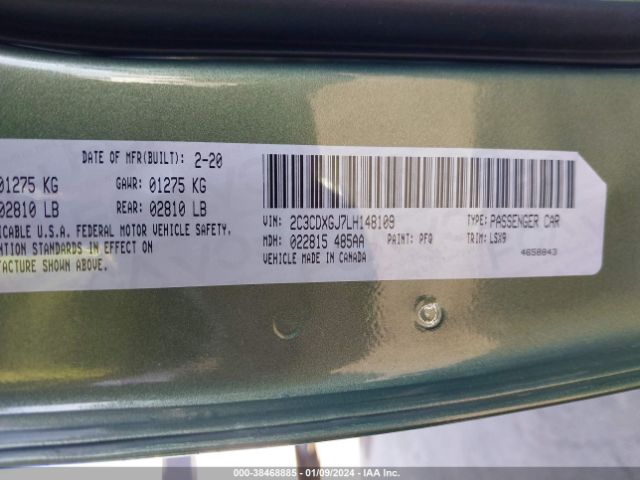 DATE OF MFR(BUILT): 2-20
01275 KG GAWR: 01275 KG
02810 LB REAR: 02810 LB
ICABLE U.S.A. FEDERAL MOTOR VEHICLE SAFETY,
NTION STANDARDS IN EFFECT ON
FACTURE SHOWN ABOVE.
VIN: 2C3CDXGJ7LH148109 TYPE: PASSENGER CAR
MDH: 022815 485AA PAINT: PFQ TRIM: LSX9
VEHICLE MADE IN CANADA 4658843
000-38468885 — 01/09/2024 — IAA Inc.